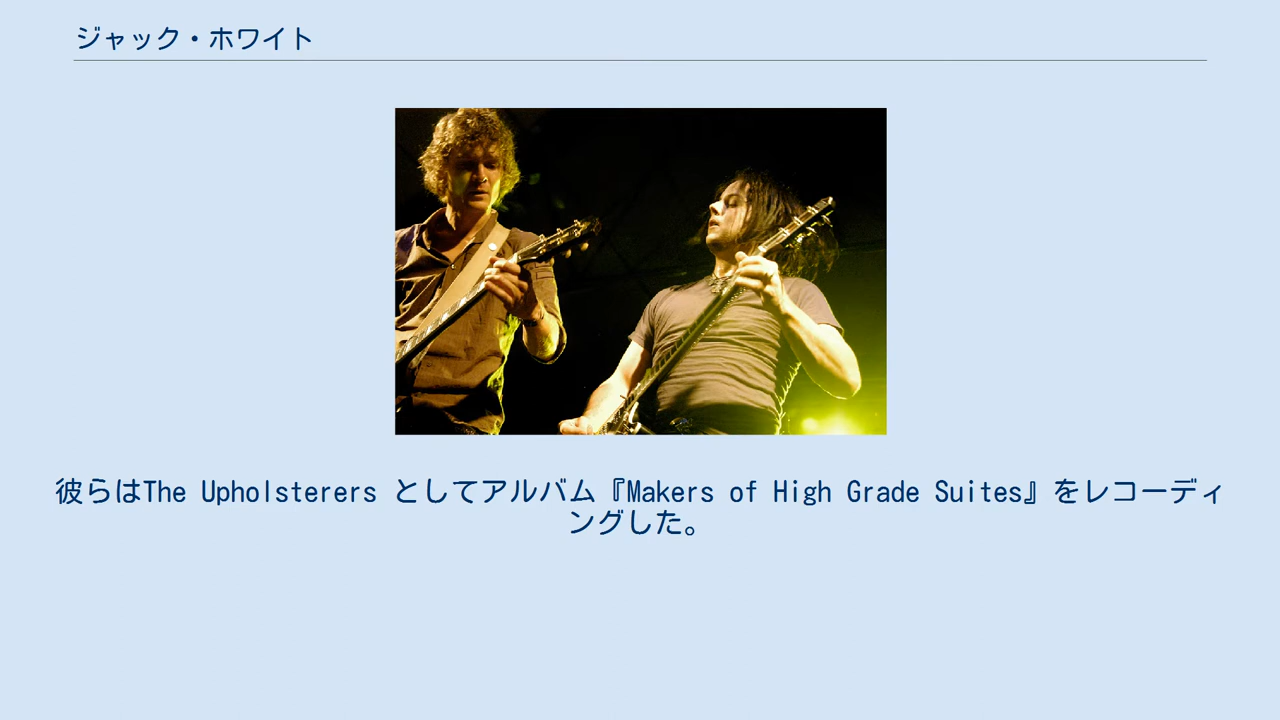 ジャック・ホワイト
彼らはThe Upholsterers としてアルバム『Makers of High Grade Suites』をレコーディ
ングした。